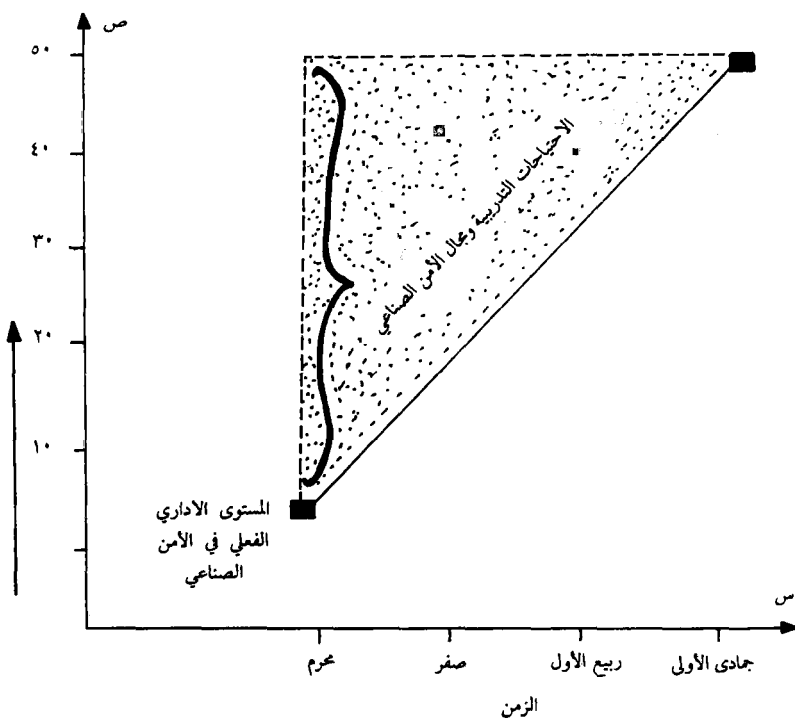 ص
٥٠
٤٠
٣٠
٢٠
١٠
الاحتياجات التدريبية ومجال الأمن الصناعي
المستوى الاداري
الفعلي في الأمن
الصناعي
س
محرم
صفر
ربيع الأول
جمادى الأولى
الزمن